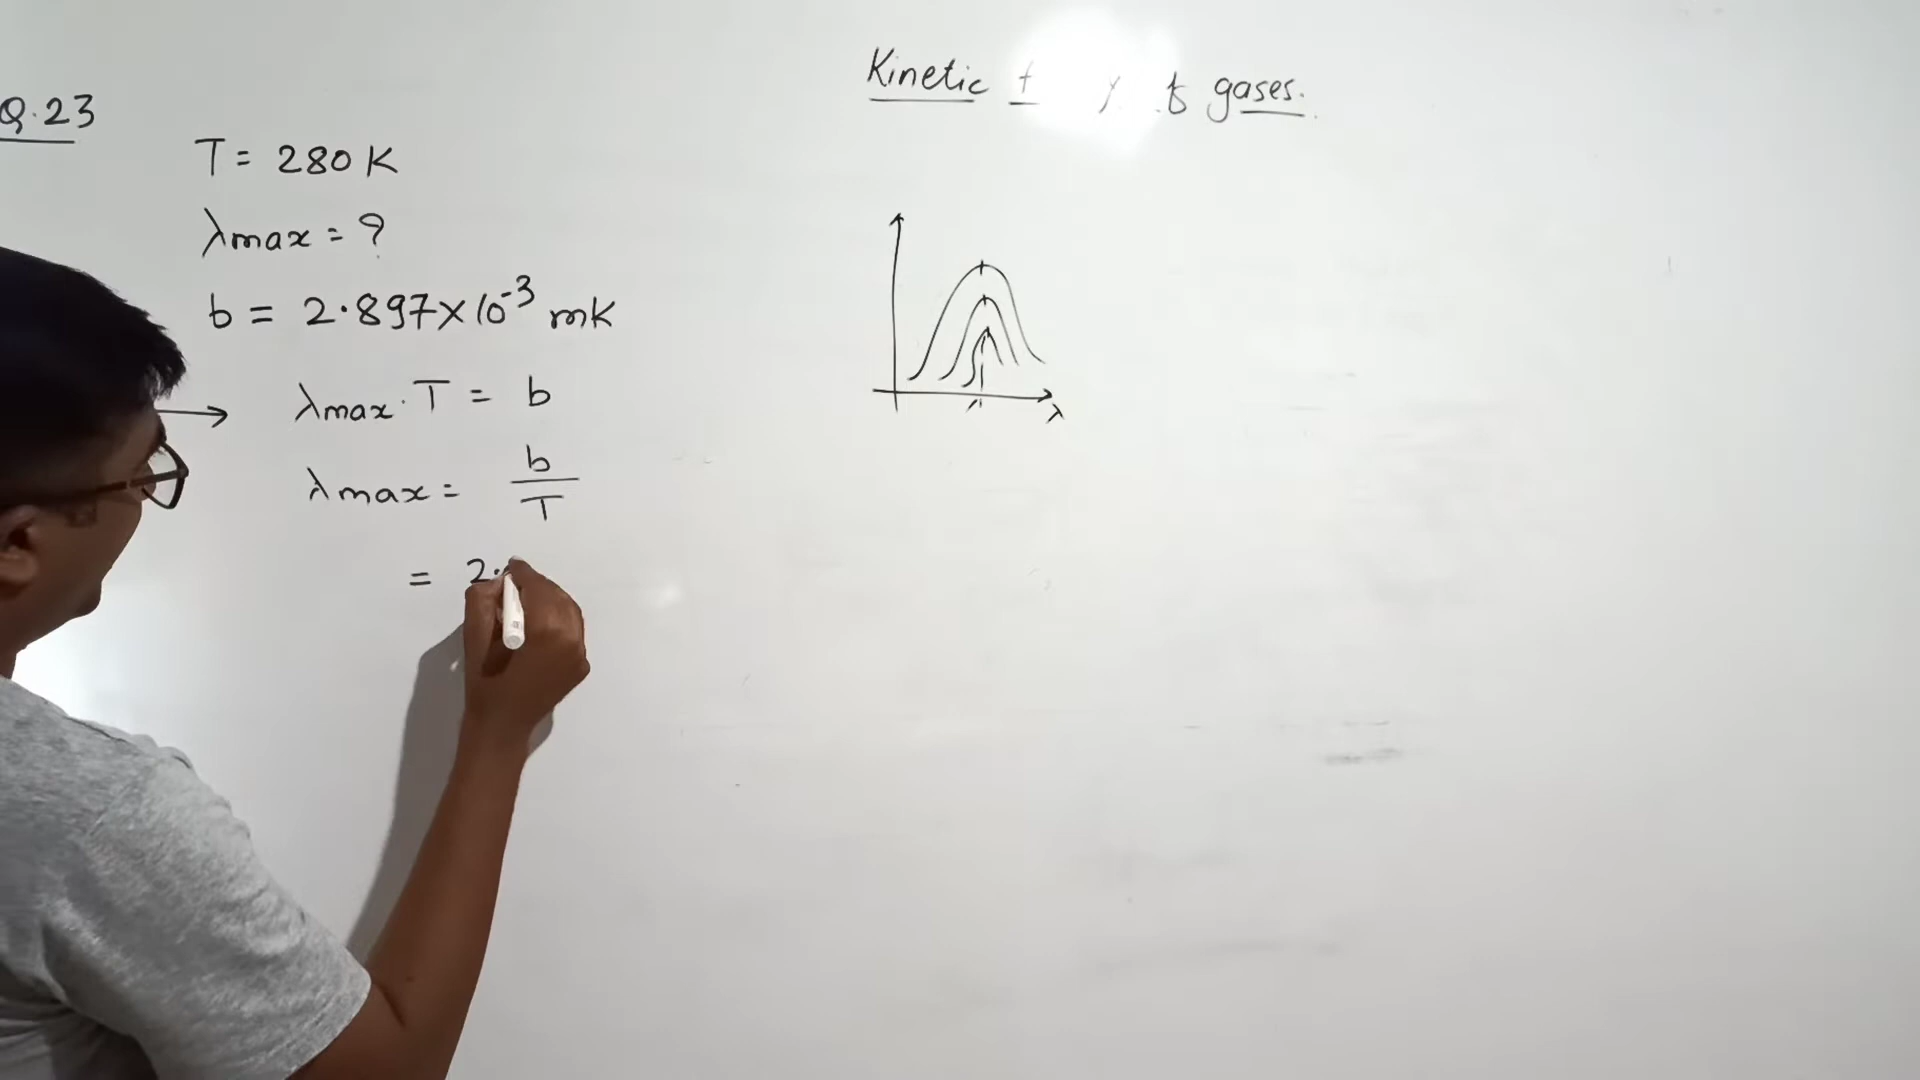 Kinetic of gases.
Q.23
T = 280 K
λmax = ?
b = 2.897 × 10⁻³ mK
λmax · T = b
λmax = b/T
= 2.
λ